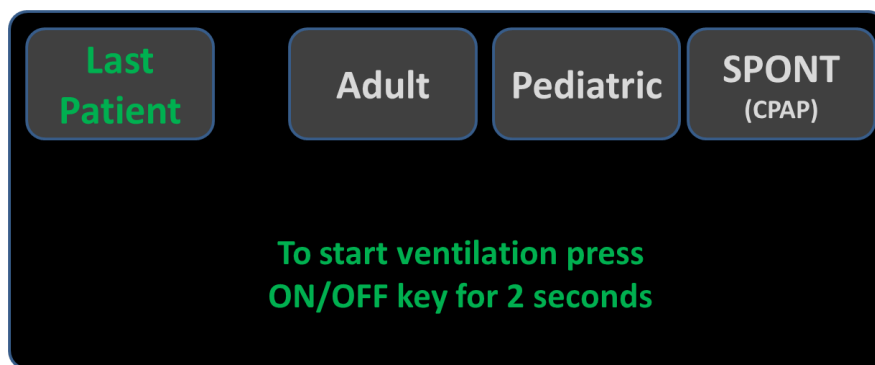 Last
Patient
Adult
Pediatric
SPONT
(CPAP)
To start ventilation press
ON/OFF key for 2 seconds